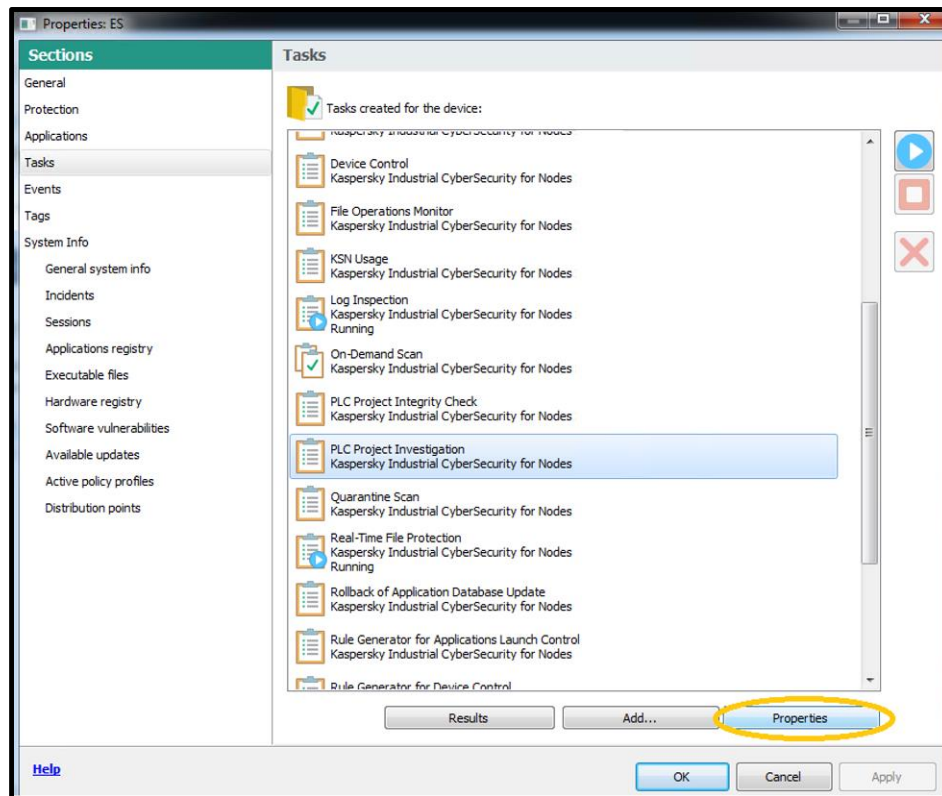 Properties: ES
Sections
General
Protection
Applications
Tasks
Events
Tags
System Info
General system info
Incidents
Sessions
Applications registry
Executable files
Hardware registry
Software vulnerabilities
Available updates
Active policy profiles
Distribution points
Tasks
Tasks created for the device:
Kaspersky Industrial CyberSecurity for Nodes
Device Control
Kaspersky Industrial CyberSecurity for Nodes
File Operations Monitor
Kaspersky Industrial CyberSecurity for Nodes
KSN Usage
Kaspersky Industrial CyberSecurity for Nodes
Log Inspection
Kaspersky Industrial CyberSecurity for Nodes
Running
On-Demand Scan
Kaspersky Industrial CyberSecurity for Nodes
PLC Project Integrity Check
Kaspersky Industrial CyberSecurity for Nodes
PLC Project Investigation
Kaspersky Industrial CyberSecurity for Nodes
Quarantine Scan
Kaspersky Industrial CyberSecurity for Nodes
Real-Time File Protection
Kaspersky Industrial CyberSecurity for Nodes
Running
Rollback of Application Database Update
Kaspersky Industrial CyberSecurity for Nodes
Rule Generator for Applications Launch Control
Kaspersky Industrial CyberSecurity for Nodes
Rule Generator for Device Control
Results
Add...
Properties
Help
OK
Cancel
Apply